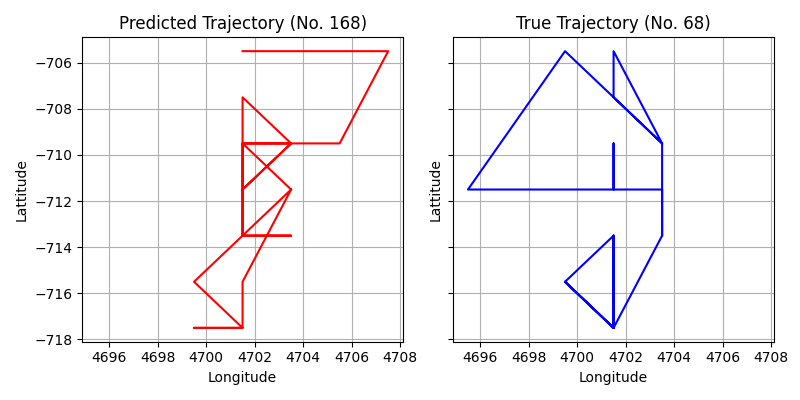 Predicted Trajectory (No. 168)
−706
−708
−710
−712
−714
−716
−718
Lattitude
4696 4698 4700 4702 4704 4706 4708
Longitude
True Trajectory (No. 68)
Lattitude
4696 4698 4700 4702 4704 4706 4708
Longitude